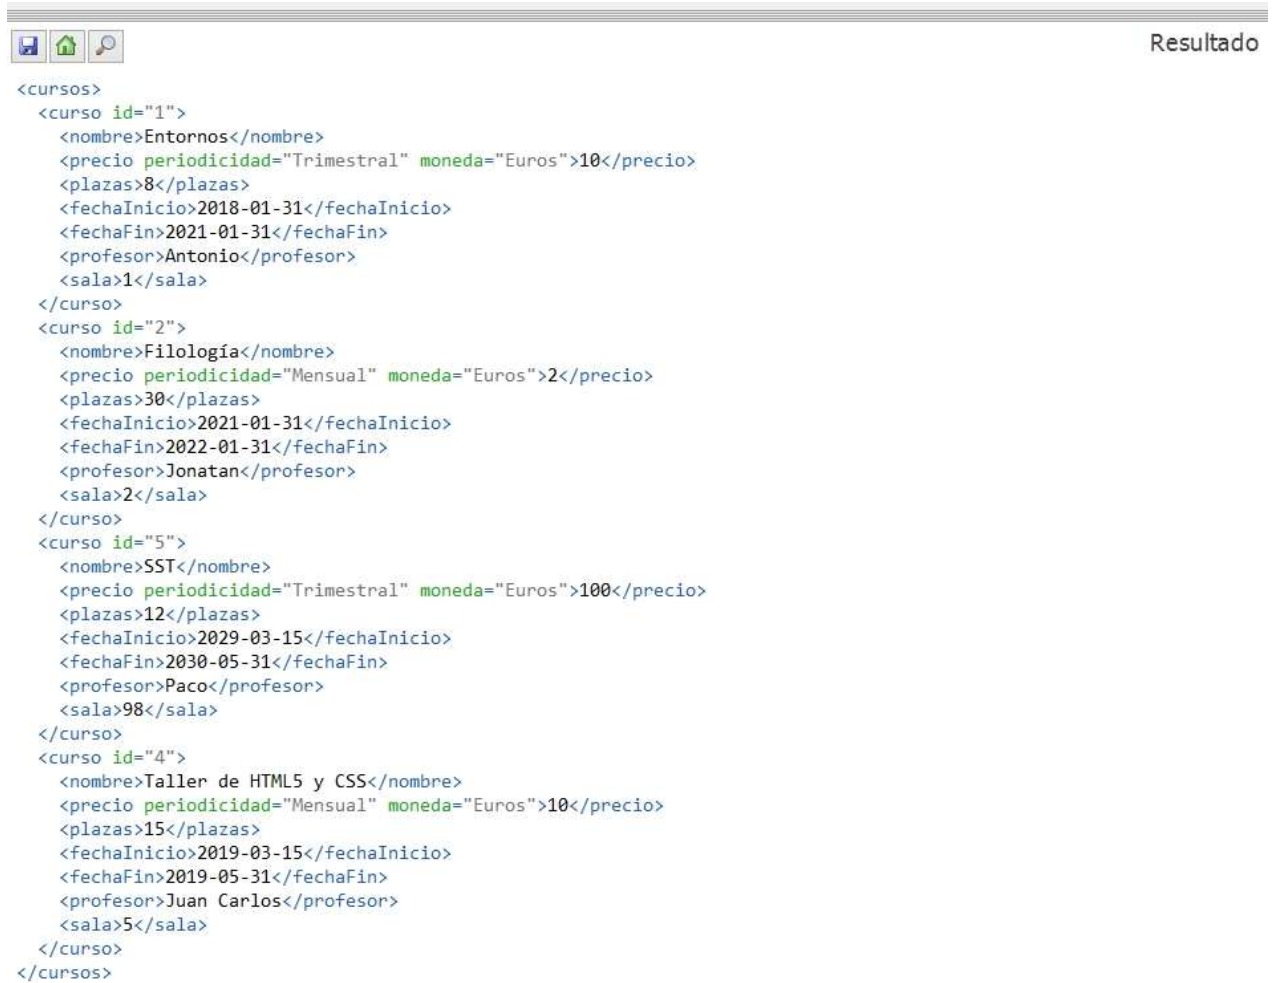 Resultado
<cursos>
  <curso id="1">
    <nombre>Entornos</nombre>
    <precio periodicidad="Trimestral" moneda="Euros">10</precio>
    <plazas>8</plazas>
    <fechaInicio>2018-01-31</fechaInicio>
    <fechaFin>2021-01-31</fechaFin>
    <profesor>Antonio</profesor>
    <sala>1</sala>
  </curso>
  <curso id="2">
    <nombre>Filología</nombre>
    <precio periodicidad="Mensual" moneda="Euros">2</precio>
    <plazas>30</plazas>
    <fechaInicio>2021-01-31</fechaInicio>
    <fechaFin>2022-01-31</fechaFin>
    <profesor>Jonatan</profesor>
    <sala>2</sala>
  </curso>
  <curso id="5">
    <nombre>SST</nombre>
    <precio periodicidad="Trimestral" moneda="Euros">100</precio>
    <plazas>12</plazas>
    <fechaInicio>2029-03-15</fechaInicio>
    <fechaFin>2030-05-31</fechaFin>
    <profesor>Paco</profesor>
    <sala>98</sala>
  </curso>
  <curso id="4">
    <nombre>Taller de HTML5 y CSS</nombre>
    <precio periodicidad="Mensual" moneda="Euros">10</precio>
    <plazas>15</plazas>
    <fechaInicio>2019-03-15</fechaInicio>
    <fechaFin>2019-05-31</fechaFin>
    <profesor>Juan Carlos</profesor>
    <sala>5</sala>
  </curso>
</cursos>